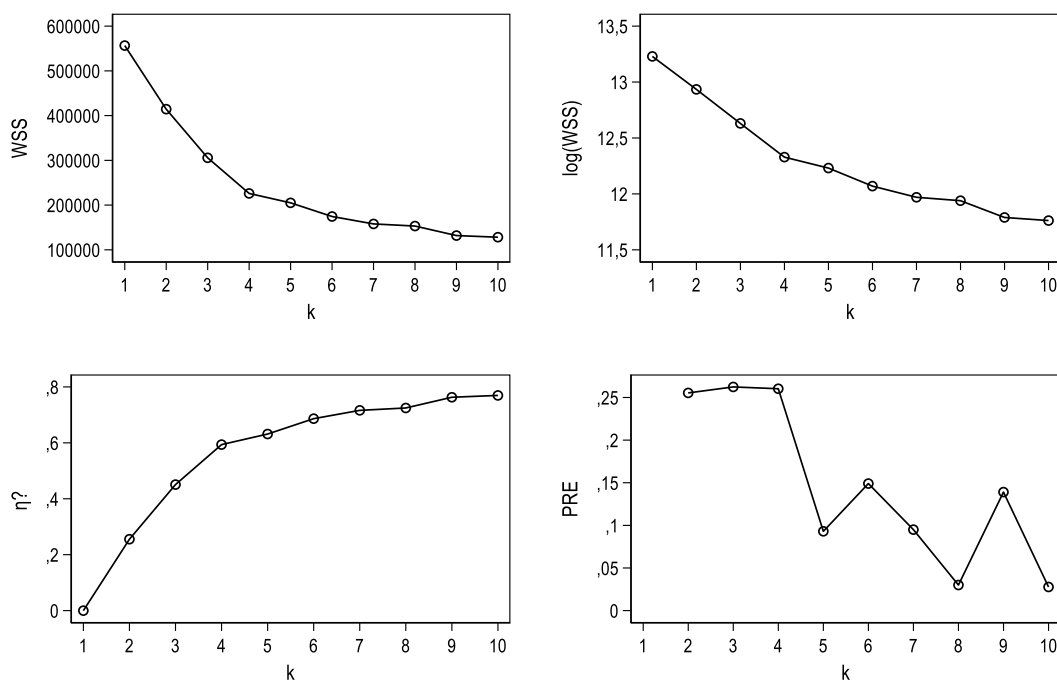 600000
500000
400000
300000
200000
100000
WSS
1 2 3 4 5 6 7 8 9 10
k
13,5
13
12,5
12
11,5
log(WSS)
1 2 3 4 5 6 7 8 9 10
k
,8
,6
,4
,2
0
η?
1 2 3 4 5 6 7 8 9 10
k
,25
,2
,15
,1
,05
0
PRE
1 2 3 4 5 6 7 8 9 10
k